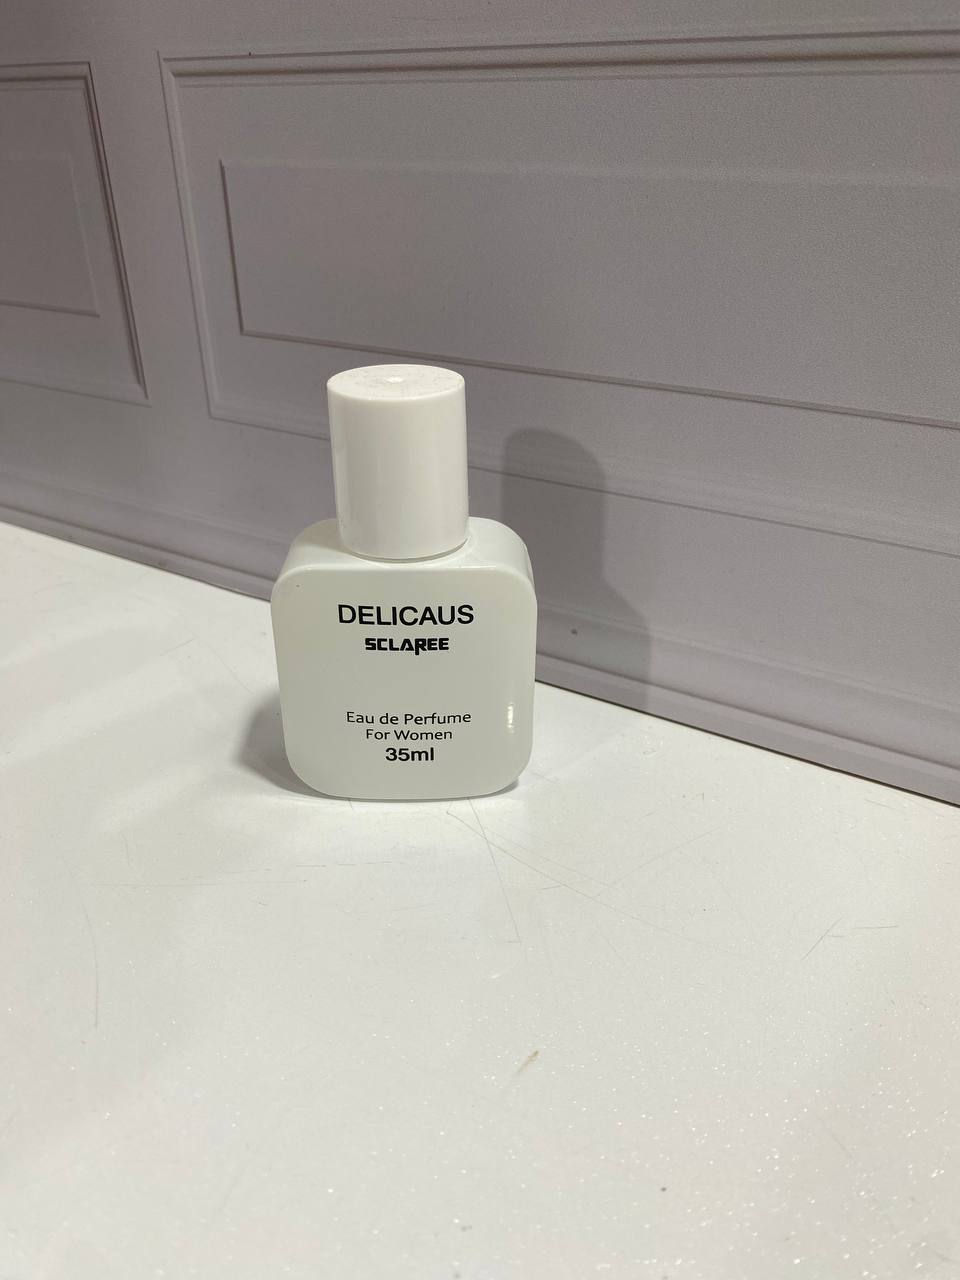 DELICAUS
SCLAREE
Eau de Perfume
For Women
35ml